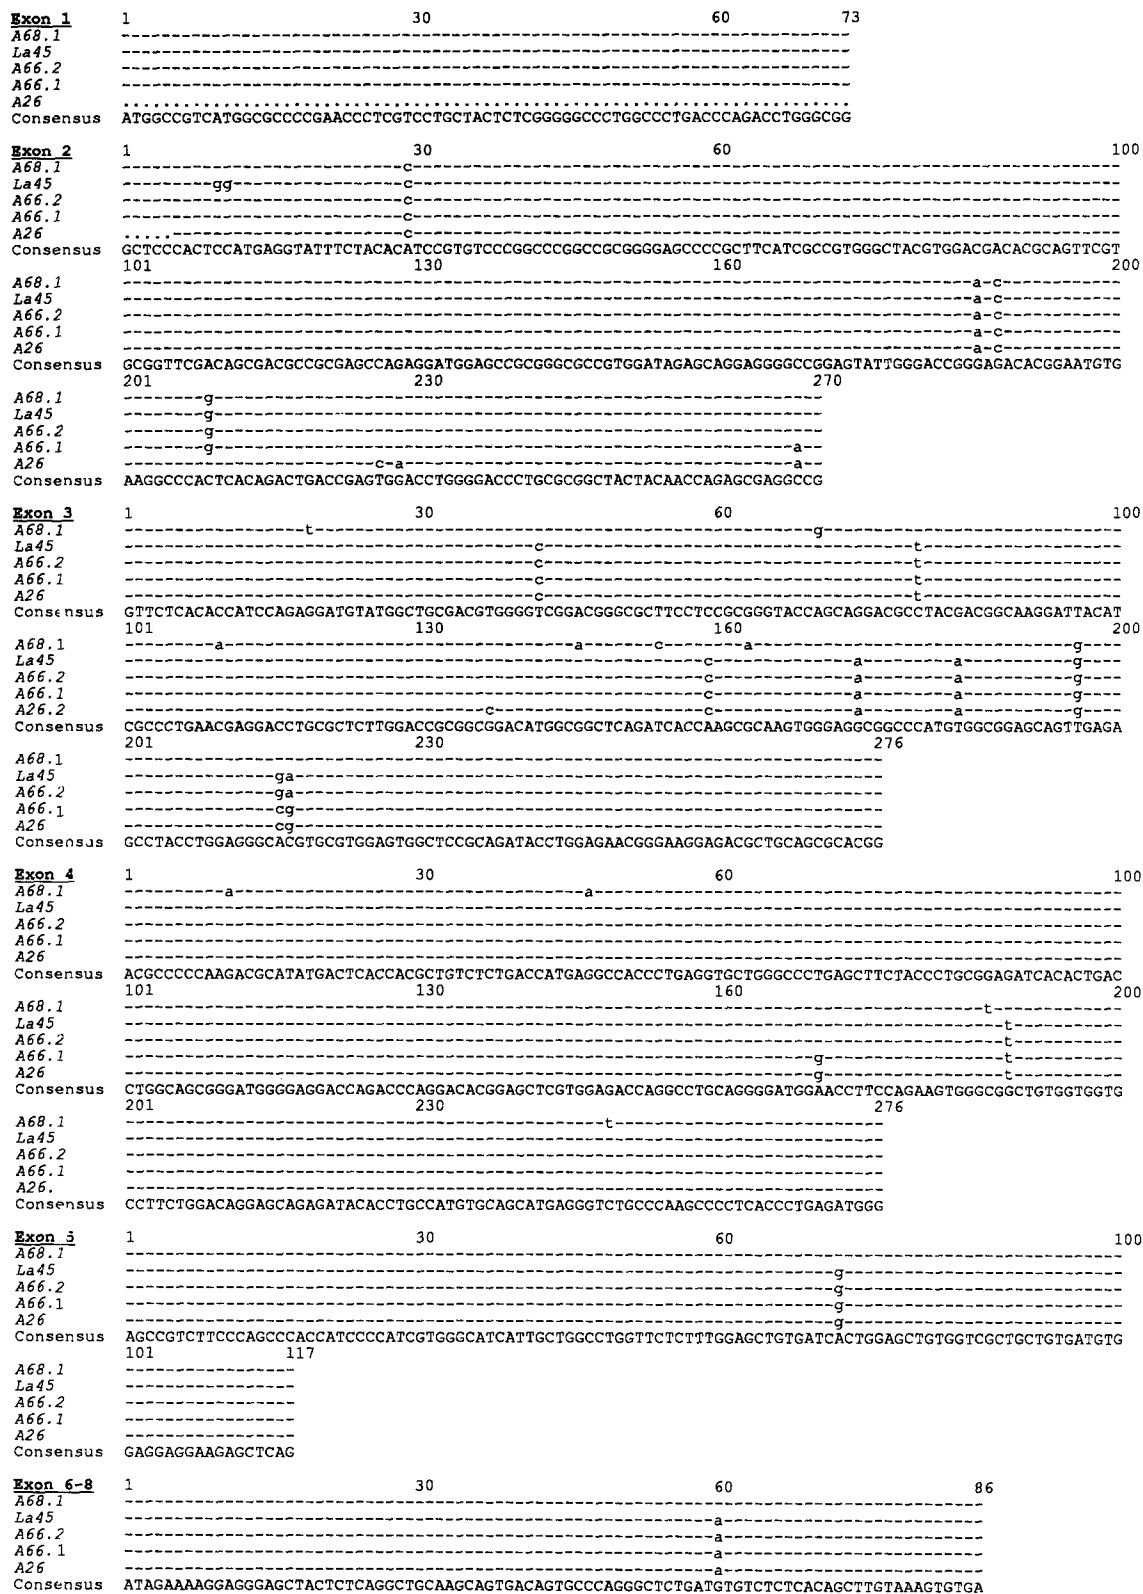 Exon 1 1 30 60 73
A68.1 -------------------------------------------------------------------------
La45 -------------------------------------------------------------------------
A66.2 -------------------------------------------------------------------------
A66.1 -------------------------------------------------------------------------
A26 .........................................................................
Consensus ATGGCCGTCATGGCGCCCCGAACCCTCGTCCTGCTACTCTCGGGGGCCCTGGCCCTGACCCAGACCTGGGCGG
Exon 2 1 30 60 100
A68.1 ----------------------------c-----------------------------------------------------------------------
La45 ---------gg-----------------c-----------------------------------------------------------------------
A66.2 ----------------------------c-----------------------------------------------------------------------
A66.1 ----------------------------c-----------------------------------------------------------------------
A26 .....-----------------------c-----------------------------------------------------------------------
Consensus GCTCCCACTCCATGAGGTATTTCTACACATCCGTGTCCCGGCCCGGCCGCGGGGAGCCCCGCTTCATCGCCGTGGGCTACGTGGACGACACGCAGTTCGT
101 130 160 200
A68.1 -------------------------------------------------------------------------------------a-c------------
La45 -------------------------------------------------------------------------------------a-c------------
A66.2 -------------------------------------------------------------------------------------a-c------------
A66.1 -------------------------------------------------------------------------------------a-c------------
A26 -------------------------------------------------------------------------------------a-c------------
Consensus GCGGTTCGACAGCGACGCCGCGAGCCAGAGGATGGAGCCGCGGGCGCCGTGGATAGAGCAGGAGGGGCCGGAGTATTGGGACCGGGAGACACGGAATGTG
201 230 270
A68.1 --------g-------------------------------------------------------------
La45 --------g-------------------------------------------------------------
A66.2 --------g-------------------------------------------------------------
A66.1 --------g----------------------------------------------------------a--
A26 -------------------------c-a---------------------------------------a--
Consensus AAGGCCCACTCACAGACTGACCGAGTGGACCTGGGGACCCTGCGCGGCTACTACAACCAGAGCGAGGCCG
Exon 3 1 30 60 100
A68.1 ------------------t--------------------------------------------------g------------------------------
La45 -----------------------------------------c-------------------------------------t--------------------
A66.2 -----------------------------------------c-------------------------------------t--------------------
A66.1 -----------------------------------------c-------------------------------------t--------------------
A26 -----------------------------------------c-------------------------------------t--------------------
Consensus GTTCTCACACCATCCAGAGGATGTATGGCTGCGACGTGGGGTCGGACGGGCGCTTCCTCCGCGGGTACCAGCAGGACGCCTACGACGGCAAGGATTACAT
101 130 160 200
A68.1 ---------a-----------------------------------a-------c--------a--------------------------------g----
La45 ----------------------------------------------------------c--------------a---------a-----------g----
A66.2 ----------------------------------------------------------c--------------a---------a-----------g----
A66.1 ----------------------------------------------------------c--------------a---------a-----------g----
A26.2 ------------------------------------c---------------------c--------------a---------a-----------g----
Consensus CGCCCTGAACGAGGACCTGCGCTCTTGGACCGCGGCGGACATGGCGGCTCAGATCACCAAGCGCAAGTGGGAGGCGGCCCATGTGGCGGAGCAGTTGAGA
201 230 276
A68.1 ----------------------------------------------------------------------------
La45 ---------------ga-----------------------------------------------------------
A66.2 ---------------ga-----------------------------------------------------------
A66.1 ---------------cg-----------------------------------------------------------
A26 ---------------cg-----------------------------------------------------------
Consensus GCCTACCTGGAGGGCACGTGCGTGGAGTGGCTCCGCAGATACCTGGAGAACGGGAAGGAGACGCTGCAGCGCACGG
Exon 4 1 30 60 100
A68.1 ----------a-----------------------------------a-----------------------------------------------------
La45 ----------------------------------------------------------------------------------------------------
A66.2 ----------------------------------------------------------------------------------------------------
A66.1 ----------------------------------------------------------------------------------------------------
A26 ----------------------------------------------------------------------------------------------------
Consensus ACGCCCCCAAGACGCATATGACTCACCACGCTGTCTCTGACCATGAGGCCACCCTGAGGTGCTGGGCCCTGAGCTTCTACCCTGCGGAGATCACACTGAC
101 130 160 200
A68.1 --------------------------------------------------------------------------------------t-------------
La45 ----------------------------------------------------------------------------------------t-----------
A66.2 ----------------------------------------------------------------------------------------t-----------
A66.1 ---------------------------------------------------------------------g------------------t-----------
A26 ---------------------------------------------------------------------g------------------t-----------
Consensus CTGGCAGCGGGATGGGGAGGACCAGACCCAGGACACGGAGCTCGTGGAGACCAGGCCTGCAGGGGATGGAACCTTCCAGAAGTGGGCGGCTGTGGTGGTG
201 230 276
A68.1 ------------------------------------------------t---------------------------
La45 ----------------------------------------------------------------------------
A66.2 ----------------------------------------------------------------------------
A66.1 ----------------------------------------------------------------------------
A26. ----------------------------------------------------------------------------
Consensus CCTTCTGGACAGGAGCAGAGATACACCTGCCATGTGCAGCATGAGGGTCTGCCCAAGCCCCTCACCCTGAGATGGG
Exon 5 1 30 60 100
A68.1 ----------------------------------------------------------------------------------------------------
La45 -----------------------------------------------------------------------g----------------------------
A66.2 -----------------------------------------------------------------------g----------------------------
A66.1 -----------------------------------------------------------------------g----------------------------
A26 -----------------------------------------------------------------------g----------------------------
Consensus AGCCGTCTTCCCAGCCCACCATCCCCATCGTGGGCATCATTGCTGGCCTGGTTCTCTTTGGAGCTGTGATCACTGGAGCTGTGGTCGCTGCTGTGATGTG
101 117
A68.1 -----------------
La45 -----------------
A66.2 -----------------
A66.1 -----------------
A26 -----------------
Consensus GAGGAGGAAGAGCTCAG
Exon 6-8 1 30 60 86
A68.1 --------------------------------------------------------------------------------------
La45 -----------------------------------------------------------a--------------------------
A66.2 -----------------------------------------------------------a--------------------------
A66.1 -----------------------------------------------------------a--------------------------
A26 -----------------------------------------------------------a--------------------------
Consensus ATAGAAAAGGAGGGAGCTACTCTCAGGCTGCAAGCAGTGACAGTGCCCAGGGCTCTGATGTGTCTCTCACAGCTTGTAAAGTGTGA